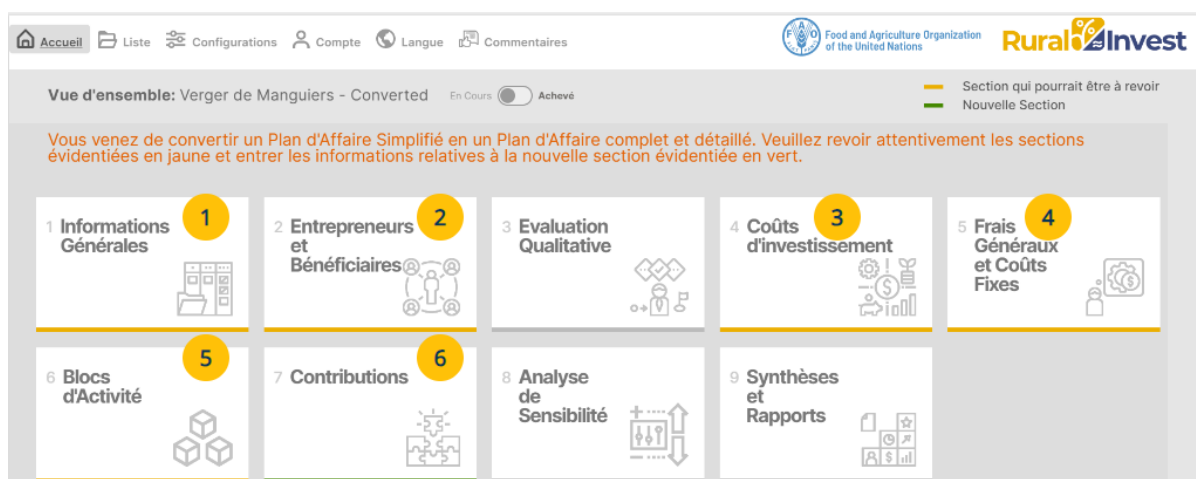 Accueil Liste Configurations Compte Langue Commentaires
FAO
FIAT PANIS
Food and Agriculture Organization
of the United Nations
Rural Invest
Vue d'ensemble: Verger de Manguiers - Converted En Cours Achevé
Section qui pourrait être à revoir
Nouvelle Section
Vous venez de convertir un Plan d'Affaire Simplifié en un Plan d'Affaire complet et détaillé. Veuillez revoir attentivement les sections
évidentiées en jaune et entrer les informations relatives à la nouvelle section évidentiée en vert.
1 Informations
Générales
1
2 Entrepreneurs
et
Bénéficiaires
2
3 Evaluation
Qualitative
4 Coûts
d'investissement
3
5 Frais
Généraux
et Coûts
Fixes
4
6 Blocs
d'Activité
5
7 Contributions
6
8 Analyse
de
Sensibilité
9 Synthèses
et
Rapports